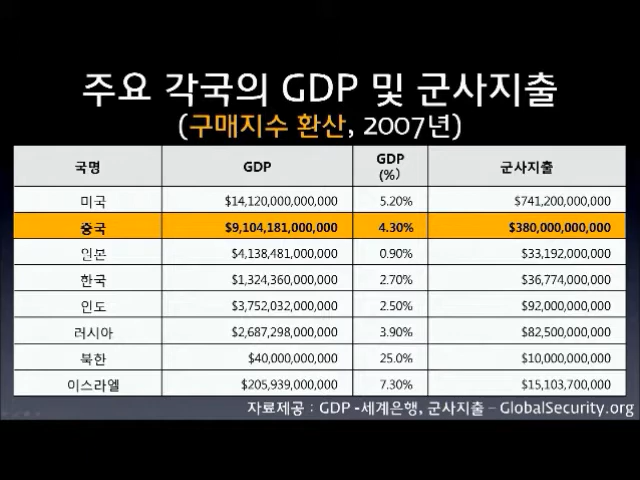 주요 각국의 GDP 및 군사지출
(구매지수 환산, 2007년)
국명 GDP GDP (%) 군사지출
미국 $14,120,000,000,000 5.20% $741,200,000,000
중국 $9,104,181,000,000 4.30% $380,000,000,000
일본 $4,138,481,000,000 0.90% $33,192,000,000
한국 $1,324,360,000,000 2.70% $36,774,000,000
인도 $3,752,032,000,000 2.50% $92,000,000,000
러시아 $2,687,298,000,000 3.90% $82,500,000,000
북한 $40,000,000,000 25.0% $10,000,000,000
이스라엘 $205,939,000,000 7.30% $15,103,700,000
자료제공 : GDP -세계은행, 군사지출 – GlobalSecurity.org